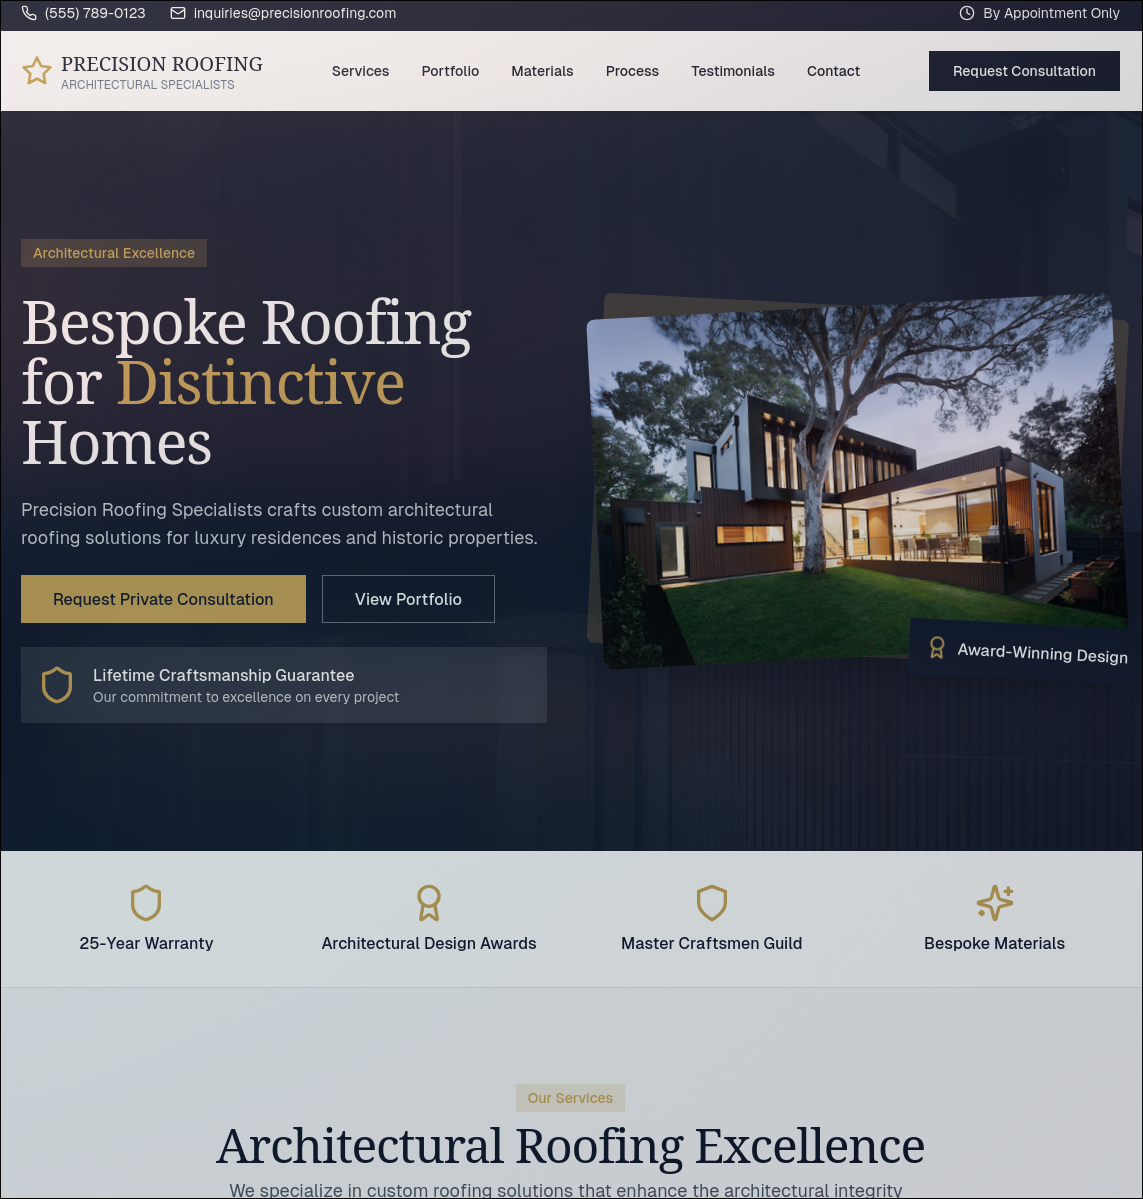 (555) 789-0123
inquiries@precisionroofing.com
By Appointment Only
PRECISION ROOFING
ARCHITECTURAL SPECIALISTS
Services
Portfolio
Materials
Process
Testimonials
Contact
Request Consultation
Architectural Excellence
Bespoke Roofing
for Distinctive
Homes
Precision Roofing Specialists crafts custom architectural
roofing solutions for luxury residences and historic properties.
Request Private Consultation
View Portfolio
Lifetime Craftsmanship Guarantee
Our commitment to excellence on every project
Award-Winning Design
25-Year Warranty
Architectural Design Awards
Master Craftsmen Guild
Bespoke Materials
Our Services
Architectural Roofing Excellence
We specialize in custom roofing solutions that enhance the architectural integrity